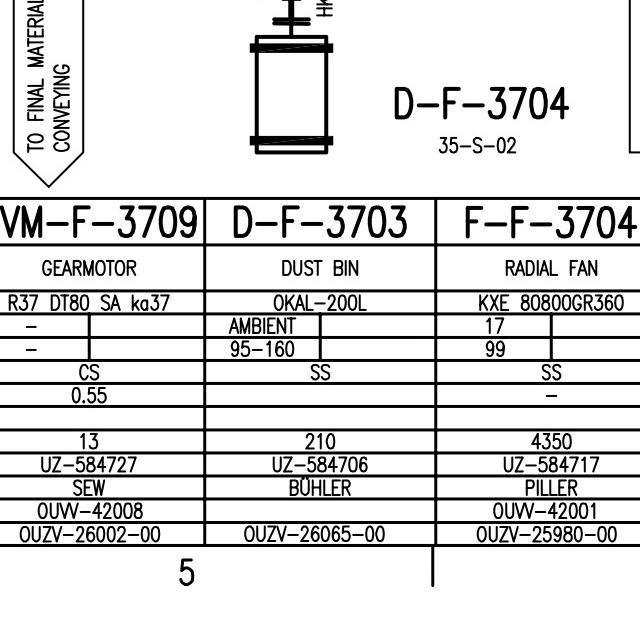 TO FINAL MATERIAL
CONVEYING
D-F-3704
35-S-02
VM-F-3709 D-F-3703 F-F-3704
GEARMOTOR DUST BIN RADIAL FAN
R37 DT80 SA ka37 OKAL-200L KXE 80800GR360
- AMBIENT 17
- 95-160 99
CS SS SS
0.55 -
13 210 4350
UZ-584727 UZ-584706 UZ-584717
SEW BÜHLER PILLER
OUVV-42008 OUVV-42001
OUZV-26002-00 OUZV-26065-00 OUZV-25980-00
5